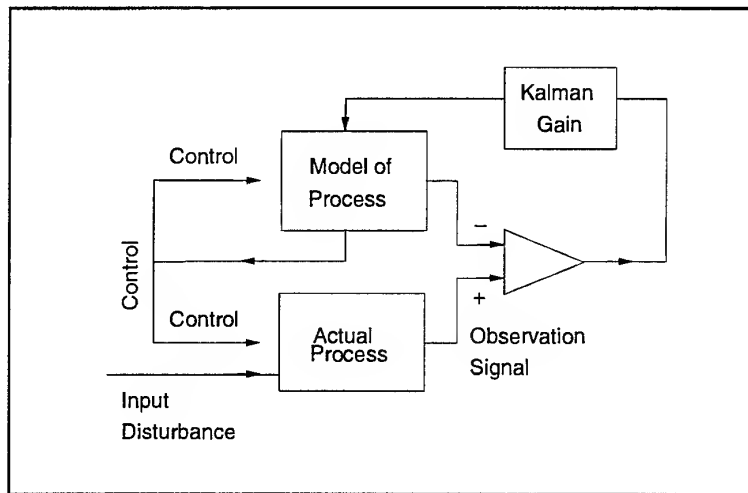 Kalman
Gain
Control
Model of
Process
−
Control
+
Control
Actual
Process
Observation
Signal
Input
Disturbance